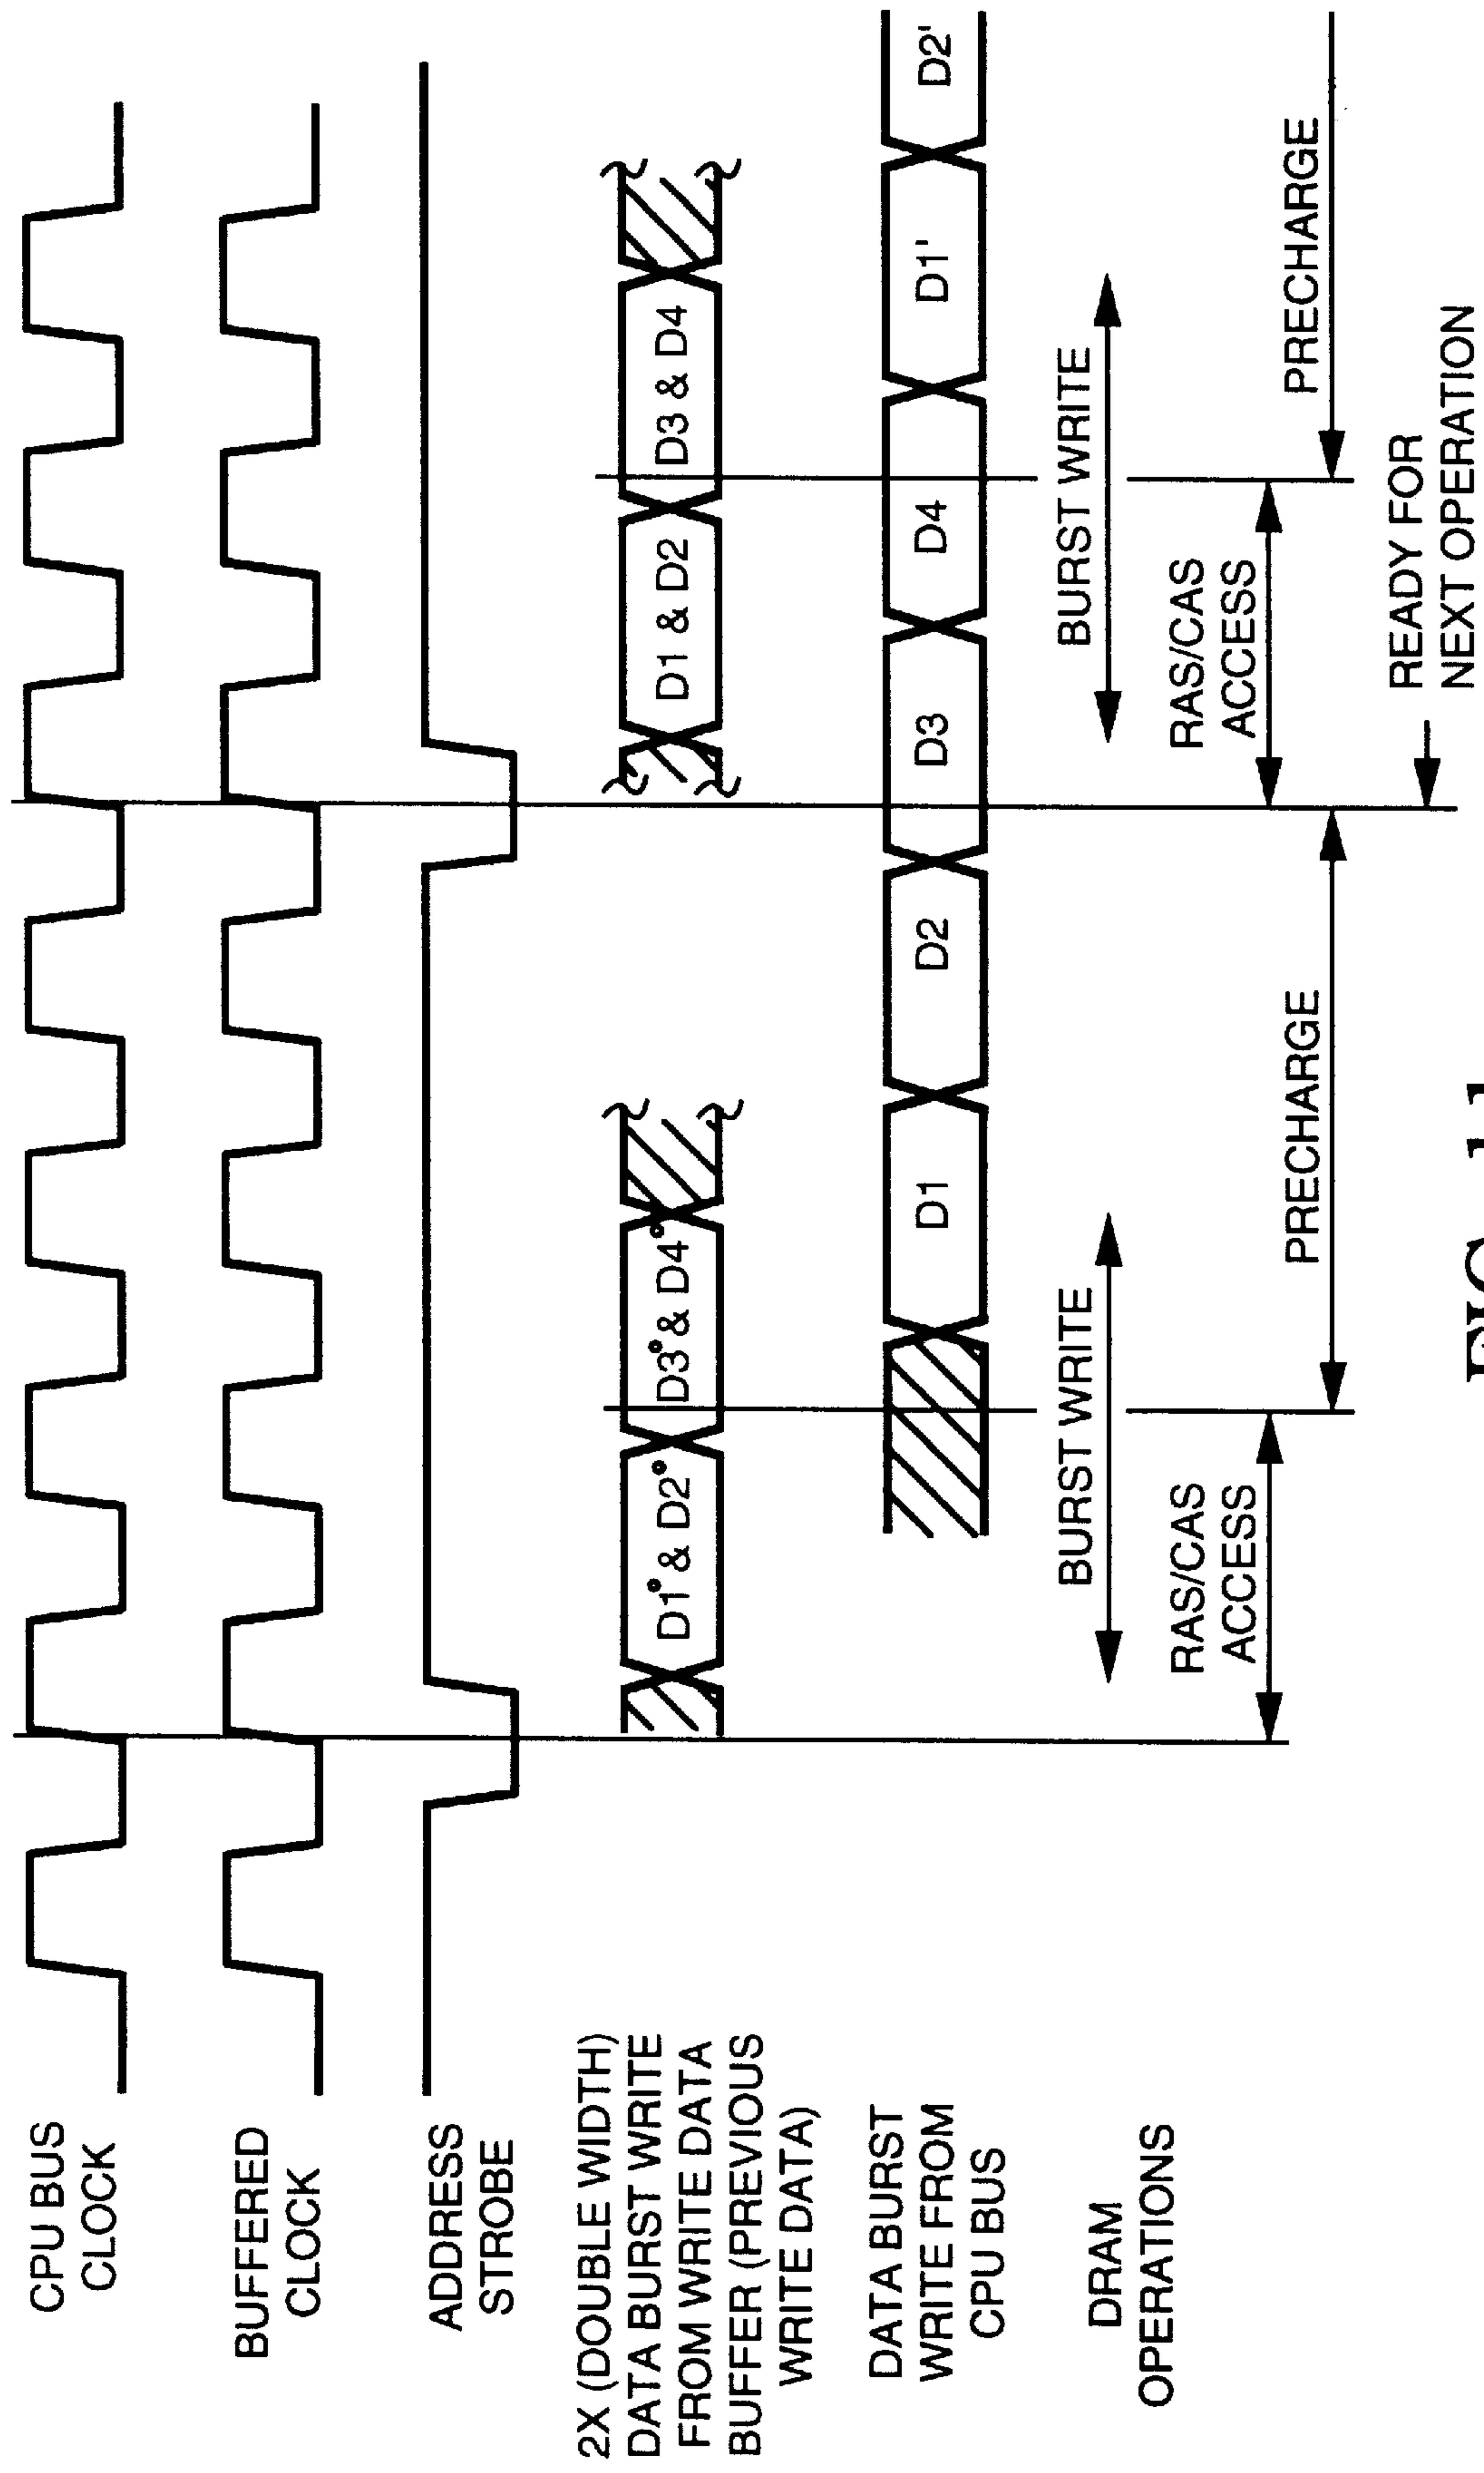 CPU BUS
CLOCK
BUFFERED
CLOCK
ADDRESS
STROBE
2X (DOUBLE WIDTH)
DATA BURST WRITE
FROM WRITE DATA
BUFFER (PREVIOUS
WRITE DATA)
D1° & D2°
D3° & D4°
D1 & D2
D3 & D4
DATA BURST
WRITE FROM
CPU BUS
D1
D2
D3
D4
D1'
D2'
DRAM
OPERATIONS
BURST WRITE
BURST WRITE
RAS/CAS
ACCESS
RAS/CAS
ACCESS
PRECHARGE
PRECHARGE
READY FOR
NEXT OPERATION